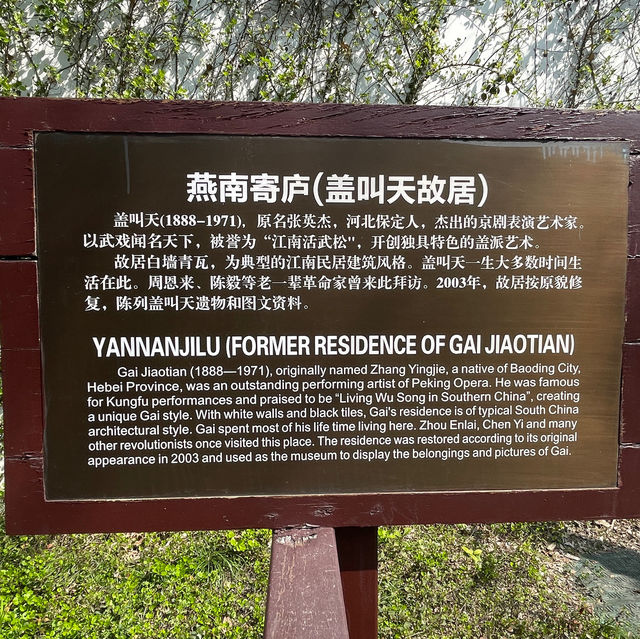 燕南寄庐(盖叫天故居)
盖叫天(1888-1971)，原名张英杰，河北保定人，杰出的京剧表演艺术家。
以武戏闻名天下，被誉为“江南活武松"，开创独具特色的盖派艺术。
故居白墙青瓦，为典型的江南民居建筑风格。盖叫天一生大多数时间生
活在此。周恩来、陈毅等老一辈革命家曾来此拜访。2003年，故居按原貌修
复，陈列盖叫天遗物和图文资料。
YANNANJILU (FORMER RESIDENCE OF GAI JIAOTIAN)
Gai Jiaotian (1888—1971), originally named Zhang Yingjie, a native of Baoding City,
Hebei Province, was an outstanding performing artist of Peking Opera. He was famous
for Kungfu performances and praised to be “Living Wu Song in Southern China”, creating
a unique Gai style. With white walls and black tiles, Gai's residence is of typical South China
architectural style. Gai spent most of his life time living here. Zhou Enlai, Chen Yi and many
other revolutionists once visited this place. The residence was restored according to its original
appearance in 2003 and used as the museum to display the belongings and pictures of Gai.